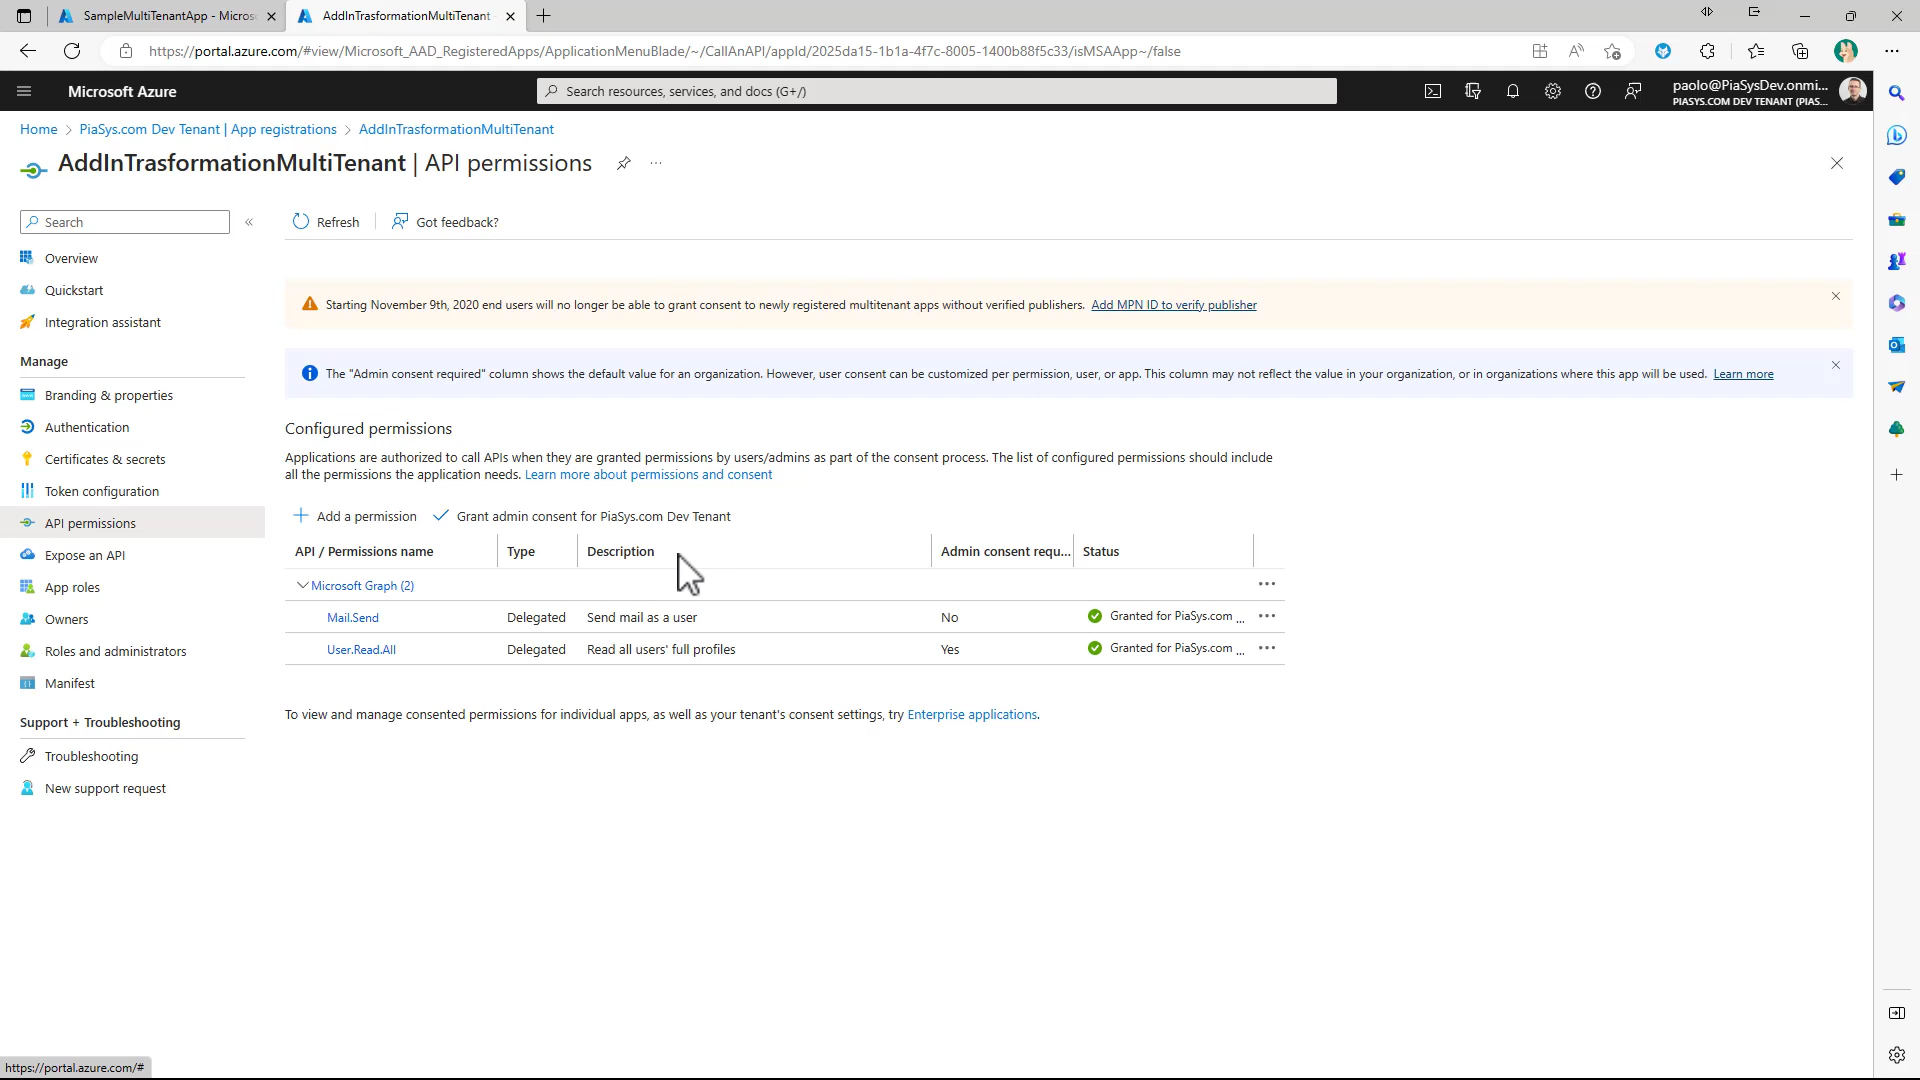 SampleMultiTenantApp - Micros
AddInTrasformationMultiTenant
https://portal.azure.com/#view/Microsoft_AAD_RegisteredApps/ApplicationMenuBlade/~/CallAnAPI/appId/2025da15-1b1a-4f7c-8005-1400b88f5c33/isMSAApp~/false
Microsoft Azure
Search resources, services, and docs (G+/)
paolo@PiaSysDev.onmi...
PIASYS.COM DEV TENANT (PIAS...
Home > PiaSys.com Dev Tenant | App registrations > AddInTrasformationMultiTenant
AddInTrasformationMultiTenant | API permissions
Search
Refresh
Got feedback?
Overview
Quickstart
Integration assistant
Manage
Branding & properties
Authentication
Certificates & secrets
Token configuration
API permissions
Expose an API
App roles
Owners
Roles and administrators
Manifest
Support + Troubleshooting
Troubleshooting
New support request
Starting November 9th, 2020 end users will no longer be able to grant consent to newly registered multitenant apps without verified publishers. Add MPN ID to verify publisher
The "Admin consent required" column shows the default value for an organization. However, user consent can be customized per permission, user, or app. This column may not reflect the value in your organization, or in organizations where this app will be used. Learn more
Configured permissions
Applications are authorized to call APIs when they are granted permissions by users/admins as part of the consent process. The list of configured permissions should include
all the permissions the application needs. Learn more about permissions and consent
Add a permission
Grant admin consent for PiaSys.com Dev Tenant
API / Permissions name Type Description Admin consent requ... Status
Microsoft Graph (2)
Mail.Send Delegated Send mail as a user No Granted for PiaSys.com ...
User.Read.All Delegated Read all users' full profiles Yes Granted for PiaSys.com ...
To view and manage consented permissions for individual apps, as well as your tenant's consent settings, try Enterprise applications.
https://portal.azure.com/#